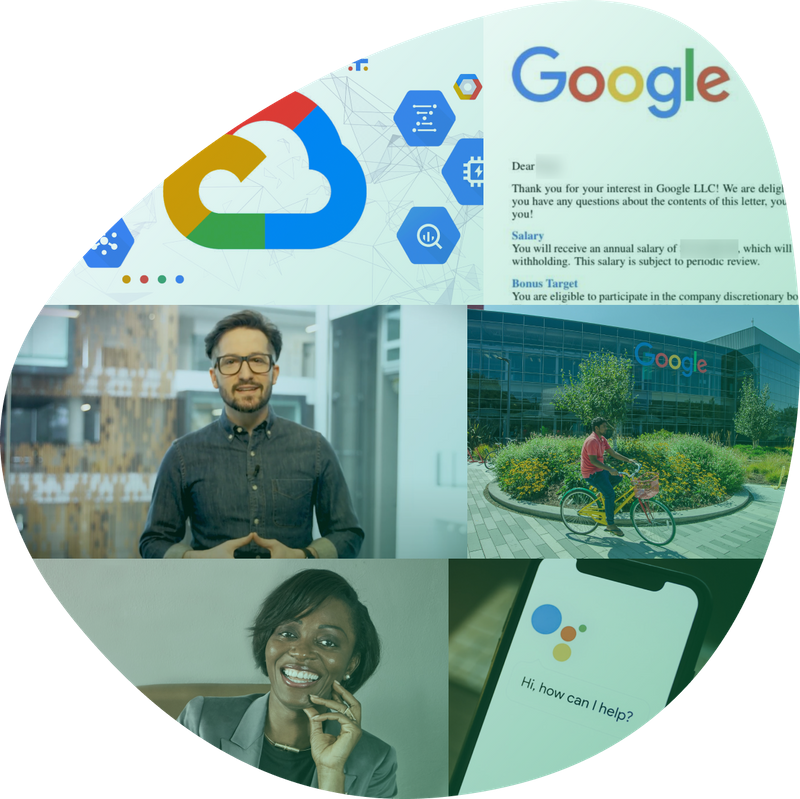 Google
Dear
Thank you for your interest in Google LLC! We are
you have any questions about the contents of this letter,
you!
Salary
You will receive an annual salary of , which will
withholding. This salary is subject to periodic review.
Bonus Target
You are eligible to participate in the company discretionary
Google
Hi, how can I help?